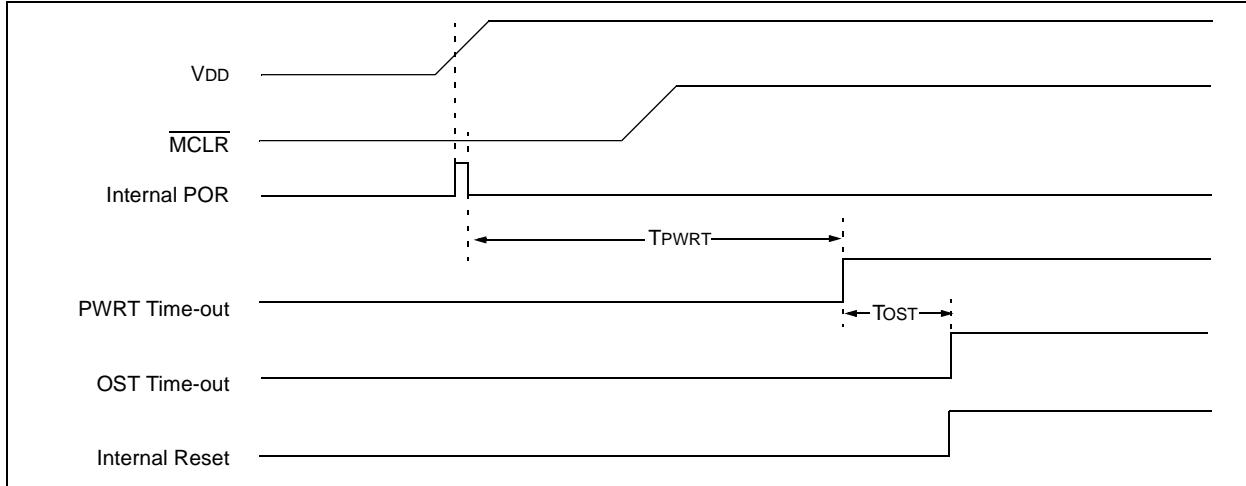 VDD
MCLR
Internal POR
TPWRT
PWRT Time-out
TOST
OST Time-out
Internal Reset